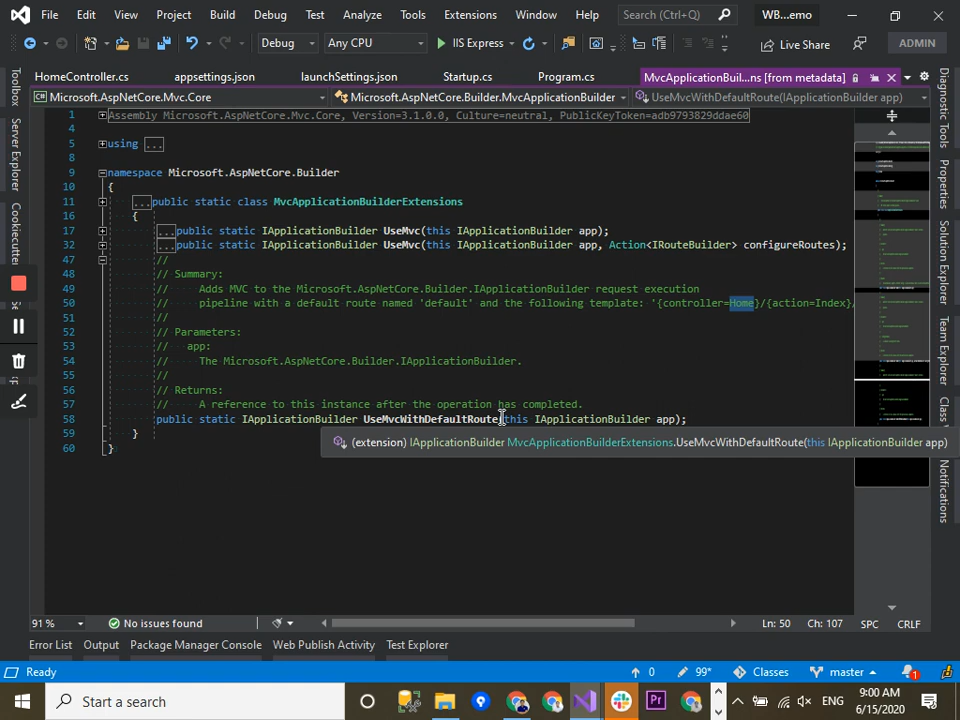 File Edit View Project Build Debug Test Analyze Tools Extensions Window Help Search (Ctrl+Q) WB...emo
Debug Any CPU IIS Express Live Share ADMIN
HomeController.cs appsettings.json launchSettings.json Startup.cs Program.cs MvcApplicationBuil...ns [from metadata]
Microsoft.AspNetCore.Mvc.Core Microsoft.AspNetCore.Builder.MvcApplicationBuilder UseMvcWithDefaultRoute(IApplicationBuilder app)
1 Assembly Microsoft.AspNetCore.Mvc.Core, Version=3.1.0.0, Culture=neutral, PublicKeyToken=adb9793829ddae60
4
5 using ...
8
9 namespace Microsoft.AspNetCore.Builder
10 {
11 ... public static class MvcApplicationBuilderExtensions
16 {
17 ... public static IApplicationBuilder UseMvc(this IApplicationBuilder app);
32 ... public static IApplicationBuilder UseMvc(this IApplicationBuilder app, Action<IRouteBuilder> configureRoutes);
47 //
48 // Summary:
49 // Adds MVC to the Microsoft.AspNetCore.Builder.IApplicationBuilder request execution
50 // pipeline with a default route named 'default' and the following template: '{controller=Home}/{action=Index}/
51 //
52 // Parameters:
53 // app:
54 // The Microsoft.AspNetCore.Builder.IApplicationBuilder.
55 //
56 // Returns:
57 // A reference to this instance after the operation has completed.
58 public static IApplicationBuilder UseMvcWithDefaultRoute(this IApplicationBuilder app);
59 }
60 }
(extension) IApplicationBuilder MvcApplicationBuilderExtensions.UseMvcWithDefaultRoute(this IApplicationBuilder app)
Toolbox
Server Explorer
Cookiecutter
Diagnostic Tools
Properties
Solution Explorer
Team Explorer
Class
Notifications
91 % No issues found Ln: 50 Ch: 107 SPC CRLF
Error List Output Package Manager Console Web Publish Activity Test Explorer
Ready 0 99* Classes master 1
Start a search Pr ENG 9:00 AM
6/15/2020